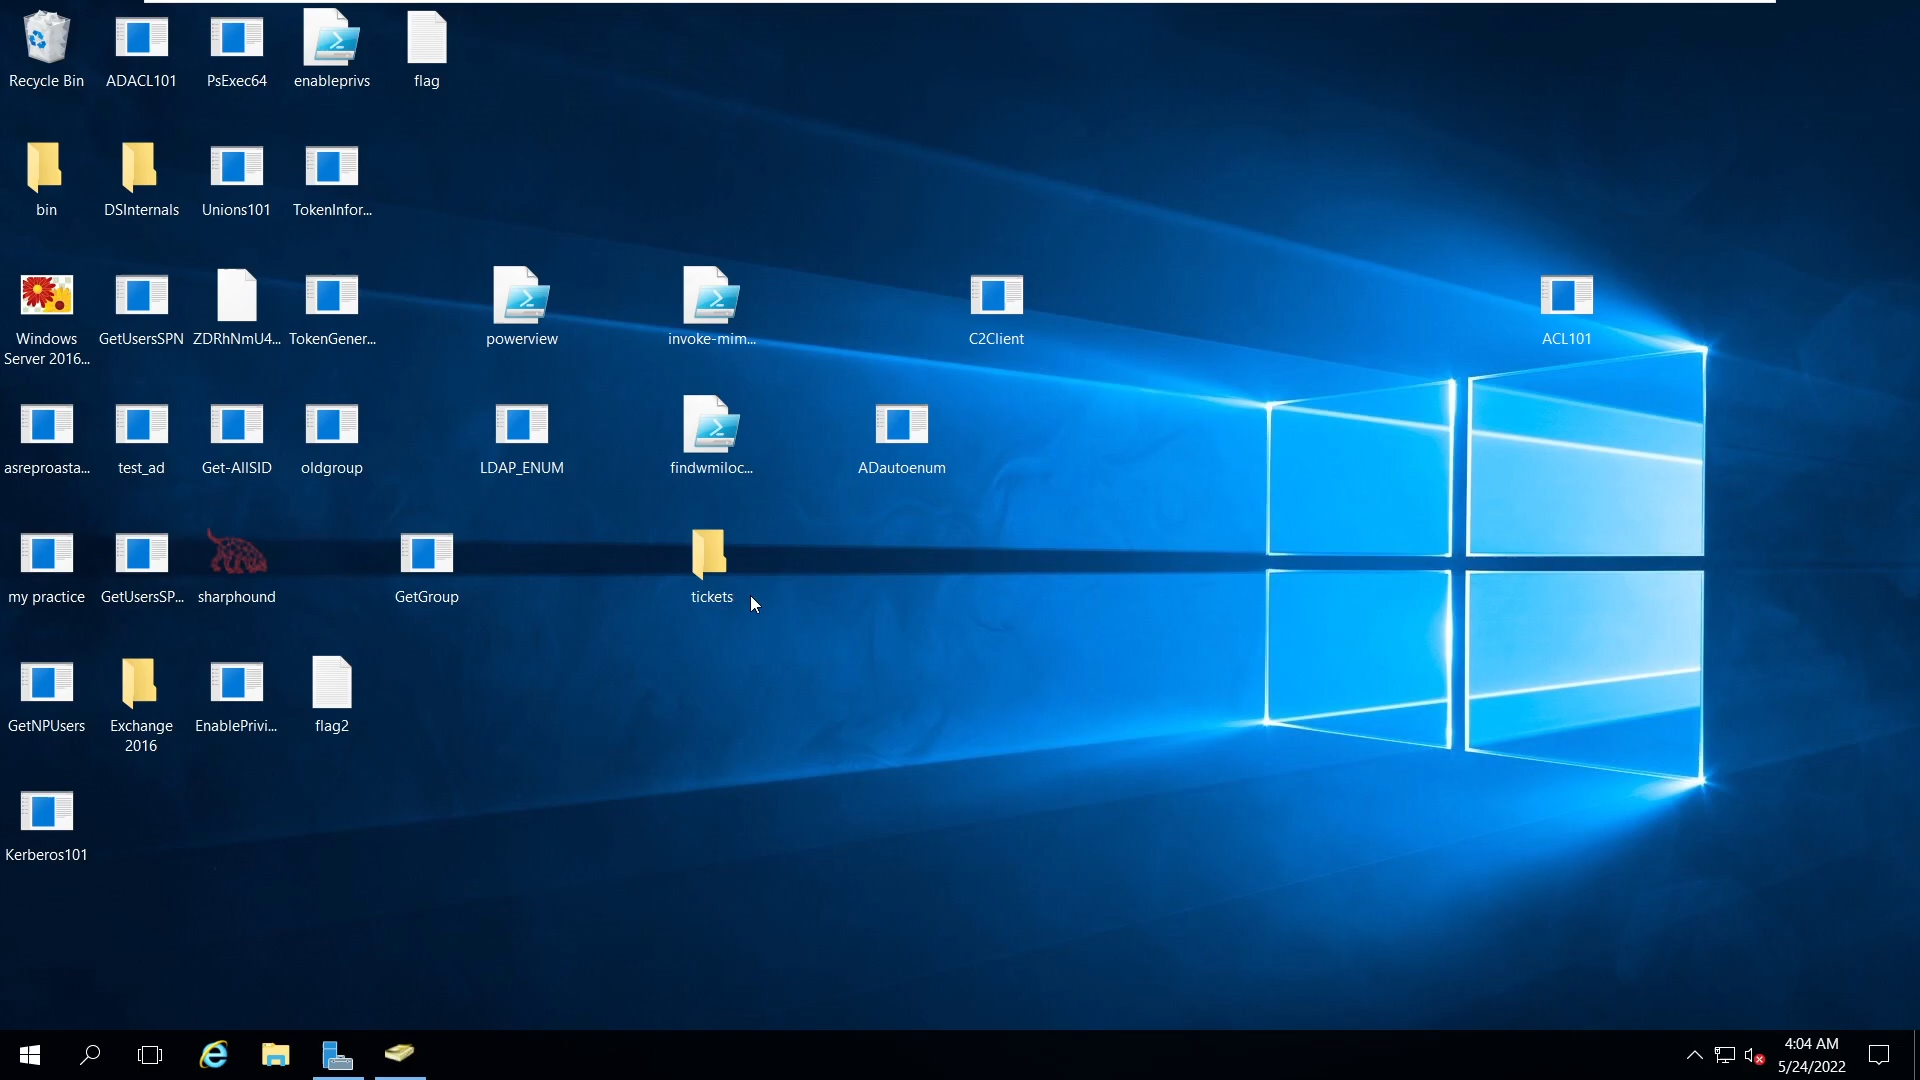 Recycle Bin
ADACL101
PsExec64
enableprivs
flag
bin
DSInternals
Unions101
TokenInfor...
Windows
Server 2016...
GetUsersSPN
ZDRhNmU4...
TokenGener...
powerview
invoke-mim...
C2Client
ACL101
asreproasta...
test_ad
Get-AllSID
oldgroup
LDAP_ENUM
findwmiloc...
ADautoenum
my practice
GetUsersSP...
sharphound
GetGroup
tickets
GetNPUsers
Exchange
2016
EnablePrivi...
flag2
Kerberos101
4:04 AM
5/24/2022